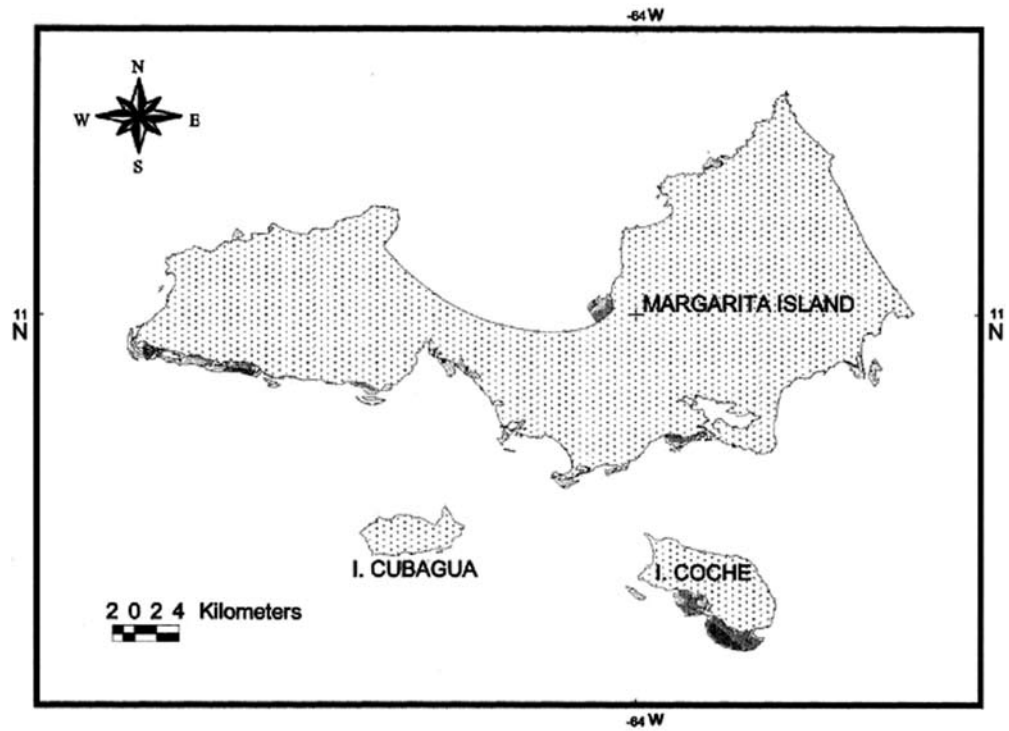 -64 W
N
W E
S
11
N
MARGARITA ISLAND
11
N
I. CUBAGUA
I. COCHE
2 0 2 4 Kilometers
-64 W